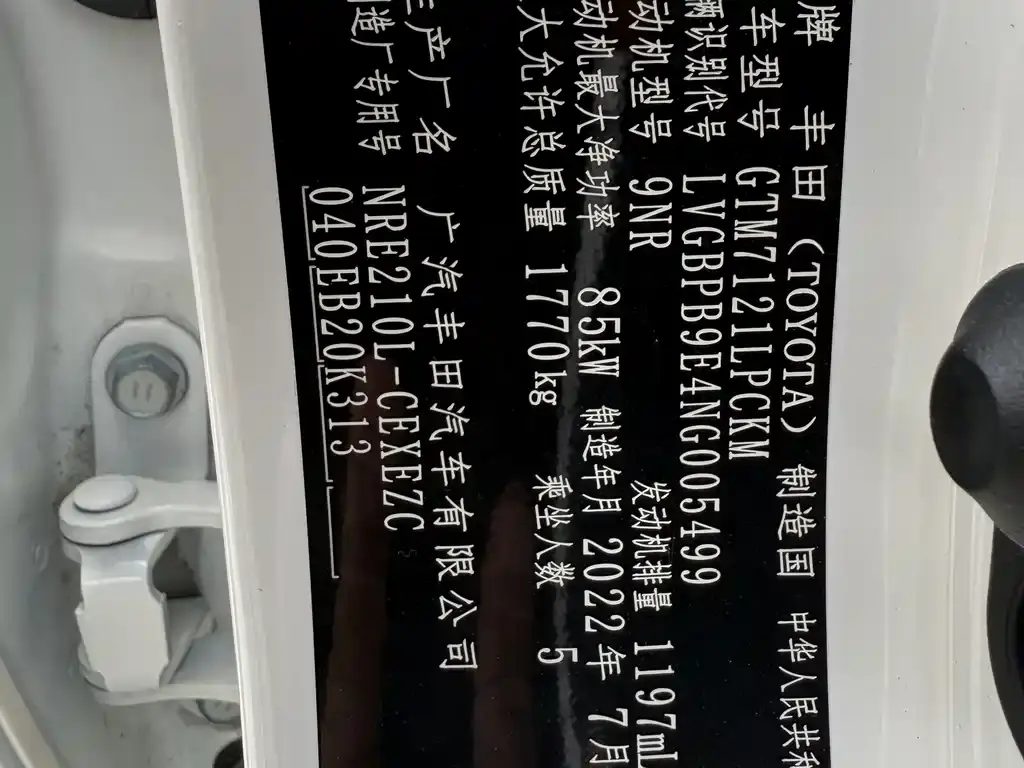 牌 丰田（TOYOTA） 制造国 中华人民共和
车型号 GTM7121LPCKM
辆识别代号 LVGBPB9E4NG005499
动机型号 9NR 发动机排量 1197mL
动机最大净功率 85kW 制造年月 2022年 7月
大允许总质量 1770kg 乘坐人数 5
生产厂名 广汽丰田汽车有限公司
造厂专用号 NRE210L-CEXEZC
040EB20K313